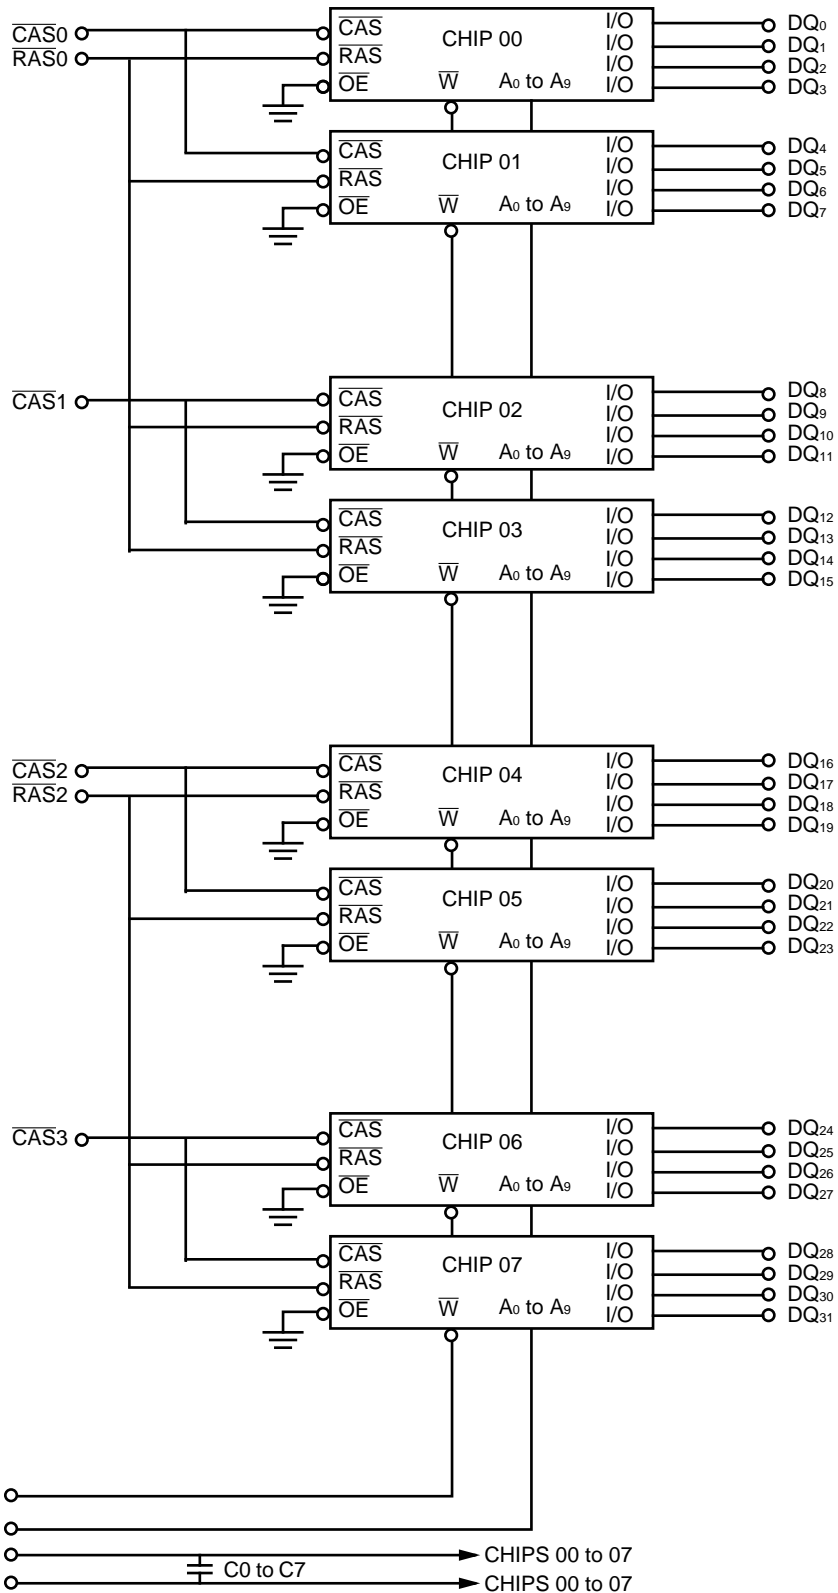 CAS0
RAS0
CAS CHIP 00 I/O DQ0
RAS I/O DQ1
I/O DQ2
OE W A0 to A9 I/O DQ3
CAS CHIP 01 I/O DQ4
RAS I/O DQ5
I/O DQ6
OE W A0 to A9 I/O DQ7
CAS1
CAS CHIP 02 I/O DQ8
RAS I/O DQ9
I/O DQ10
OE W A0 to A9 I/O DQ11
CAS CHIP 03 I/O DQ12
RAS I/O DQ13
I/O DQ14
OE W A0 to A9 I/O DQ15
CAS2
RAS2
CAS CHIP 04 I/O DQ16
RAS I/O DQ17
I/O DQ18
OE W A0 to A9 I/O DQ19
CAS CHIP 05 I/O DQ20
RAS I/O DQ21
I/O DQ22
OE W A0 to A9 I/O DQ23
CAS3
CAS CHIP 06 I/O DQ24
RAS I/O DQ25
I/O DQ26
OE W A0 to A9 I/O DQ27
CAS CHIP 07 I/O DQ28
RAS I/O DQ29
I/O DQ30
OE W A0 to A9 I/O DQ31
CHIPS 00 to 07
C0 to C7
CHIPS 00 to 07